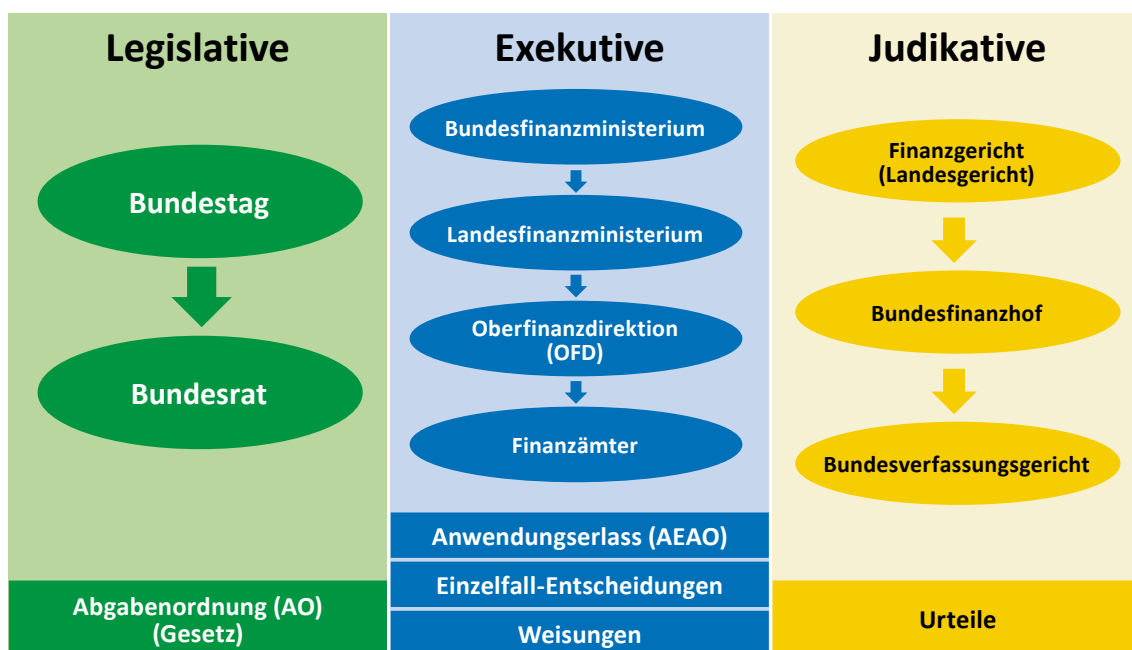 Legislative
Bundestag
Bundesrat
Abgabenordnung (AO)
(Gesetz)
Exekutive
Bundesfinanzministerium
Landesfinanzministerium
Oberfinanzdirektion
(OFD)
Finanzämter
Anwendungserlass (AEAO)
Einzelfall-Entscheidungen
Weisungen
Judikative
Finanzgericht
(Landesgericht)
Bundesfinanzhof
Bundesverfassungsgericht
Urteile